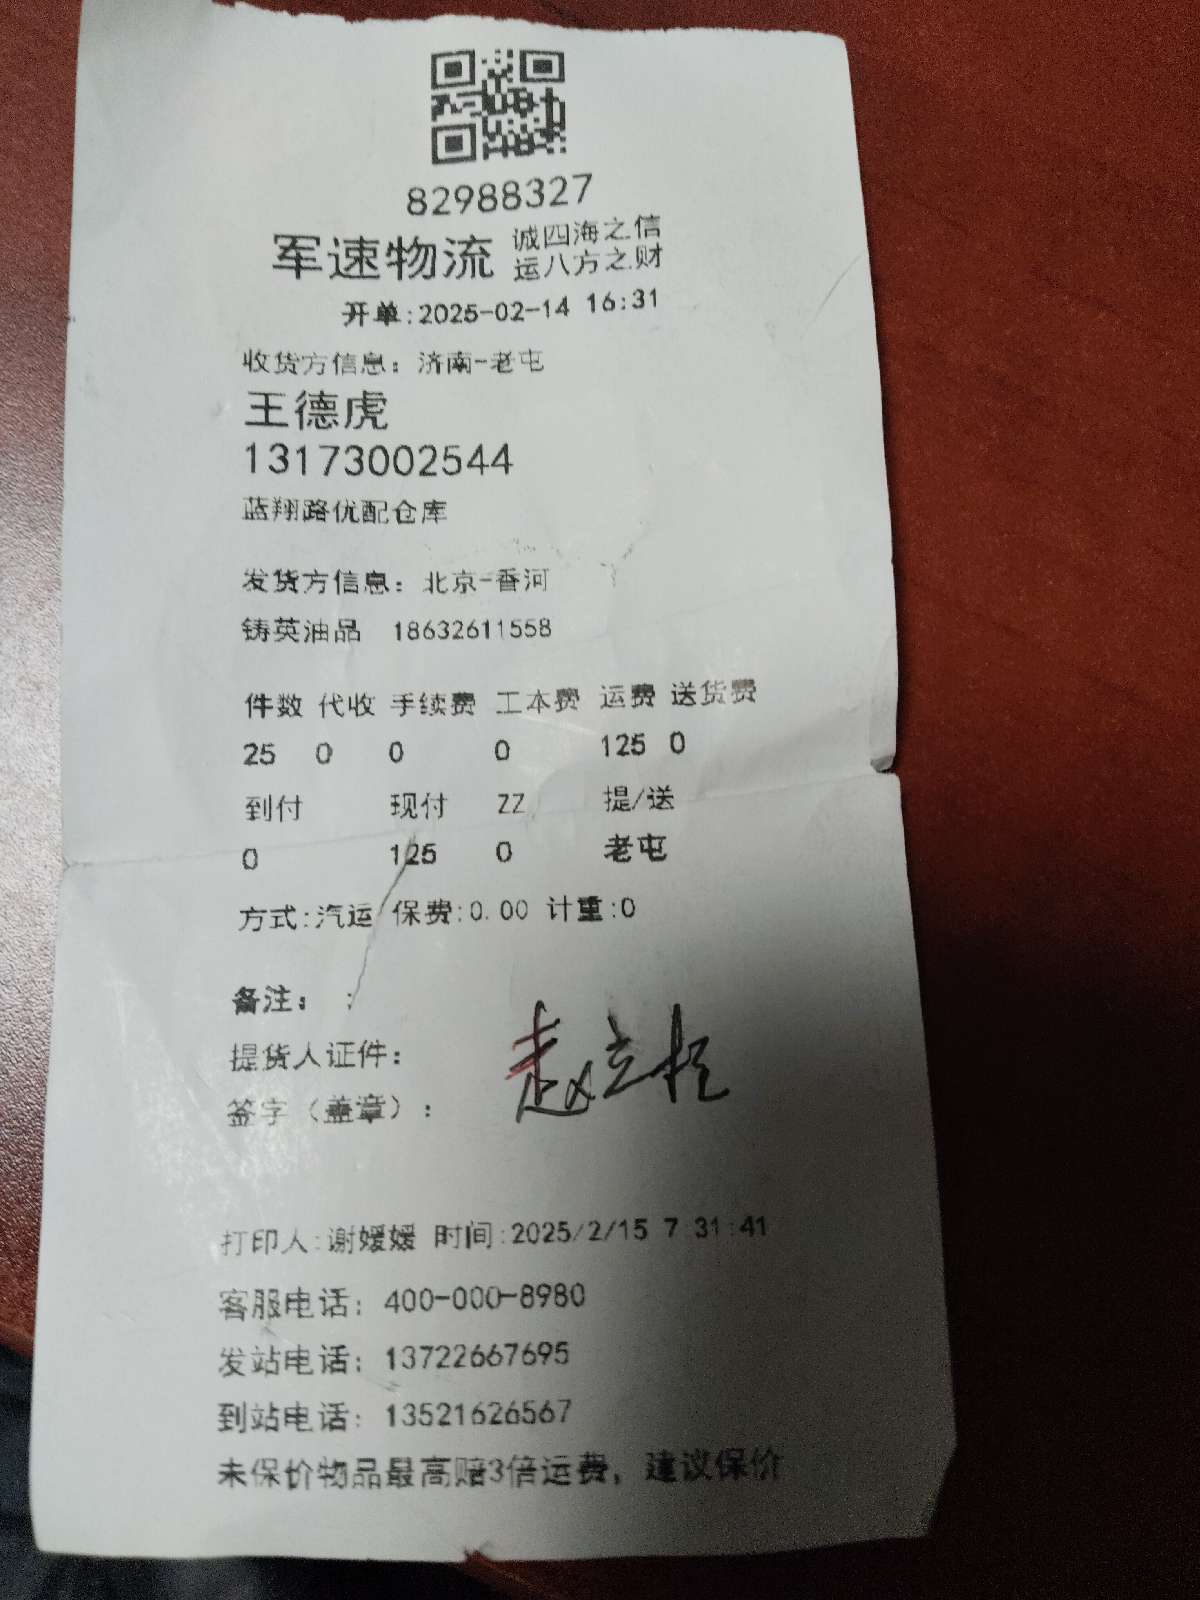 82988327
军速物流 诚四海之信
运八方之财
开单:2025-02-14 16:31
收货方信息：济南-老屯
王德虎
13173002544
蓝翔路优配仓库
发货方信息：北京-香河
铸英油品 18632611558
件数 代收 手续费 工本费 运费 送货费
25 0 0 0 125 0
到付 现付 ZZ 提/送
0 125 0 老屯
方式:汽运 保费:0.00 计重:0
备注： ：
提货人证件：
签字（盖章）： 赵立
打印人:谢媛媛 时间:2025/2/15 7 31:41
客服电话：400-000-8980
发站电话：13722667695
到站电话：13521626567
未保价物品最高赔3倍运费，建议保价